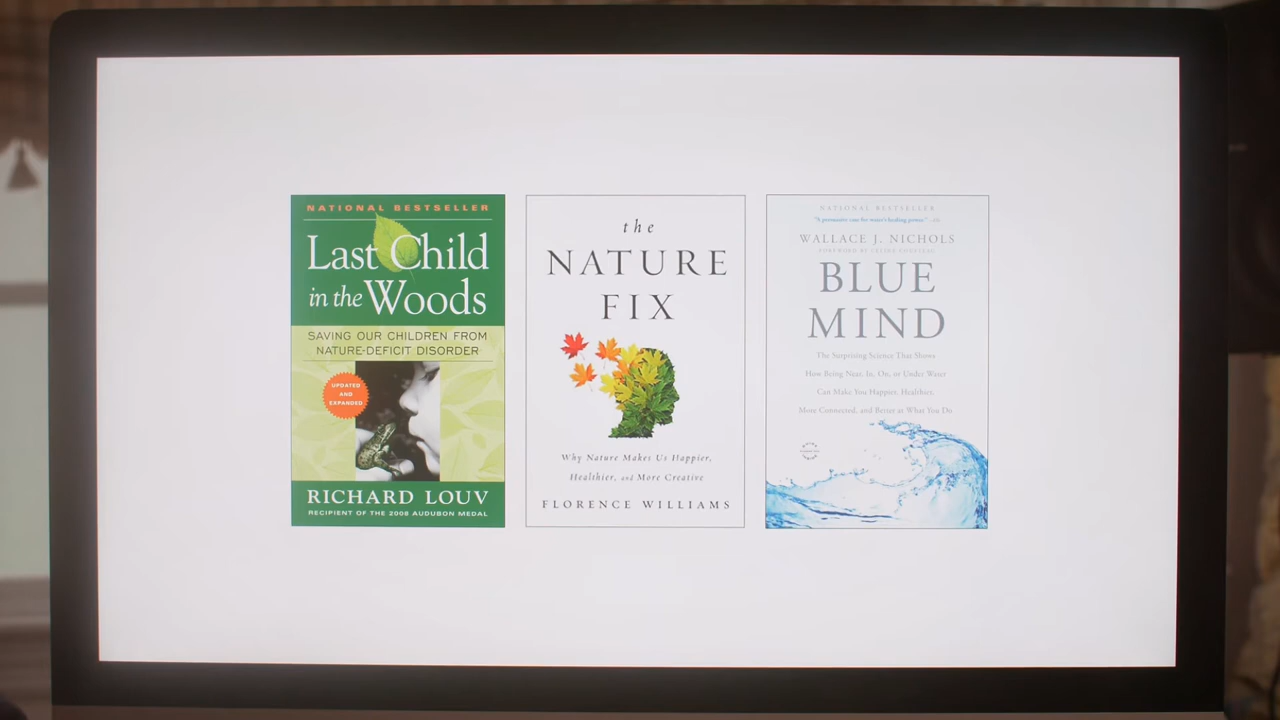 NATIONAL BESTSELLER
Last Child
in the Woods
SAVING OUR CHILDREN FROM
NATURE-DEFICIT DISORDER
UPDATED
AND
EXPANDED
RICHARD LOUV
RECIPIENT OF THE 2008 AUDUBON MEDAL
the
NATURE
FIX
Why Nature Makes Us Happier,
Healthier, and More Creative
FLORENCE WILLIAMS
NATIONAL BESTSELLER
WALLACE J. NICHOLS
BLUE
MIND
The Surprising Science That Shows
How Being Near, In, On, or Under Water
Can Make You Happier, Healthier,
More Connected, and Better at What You Do